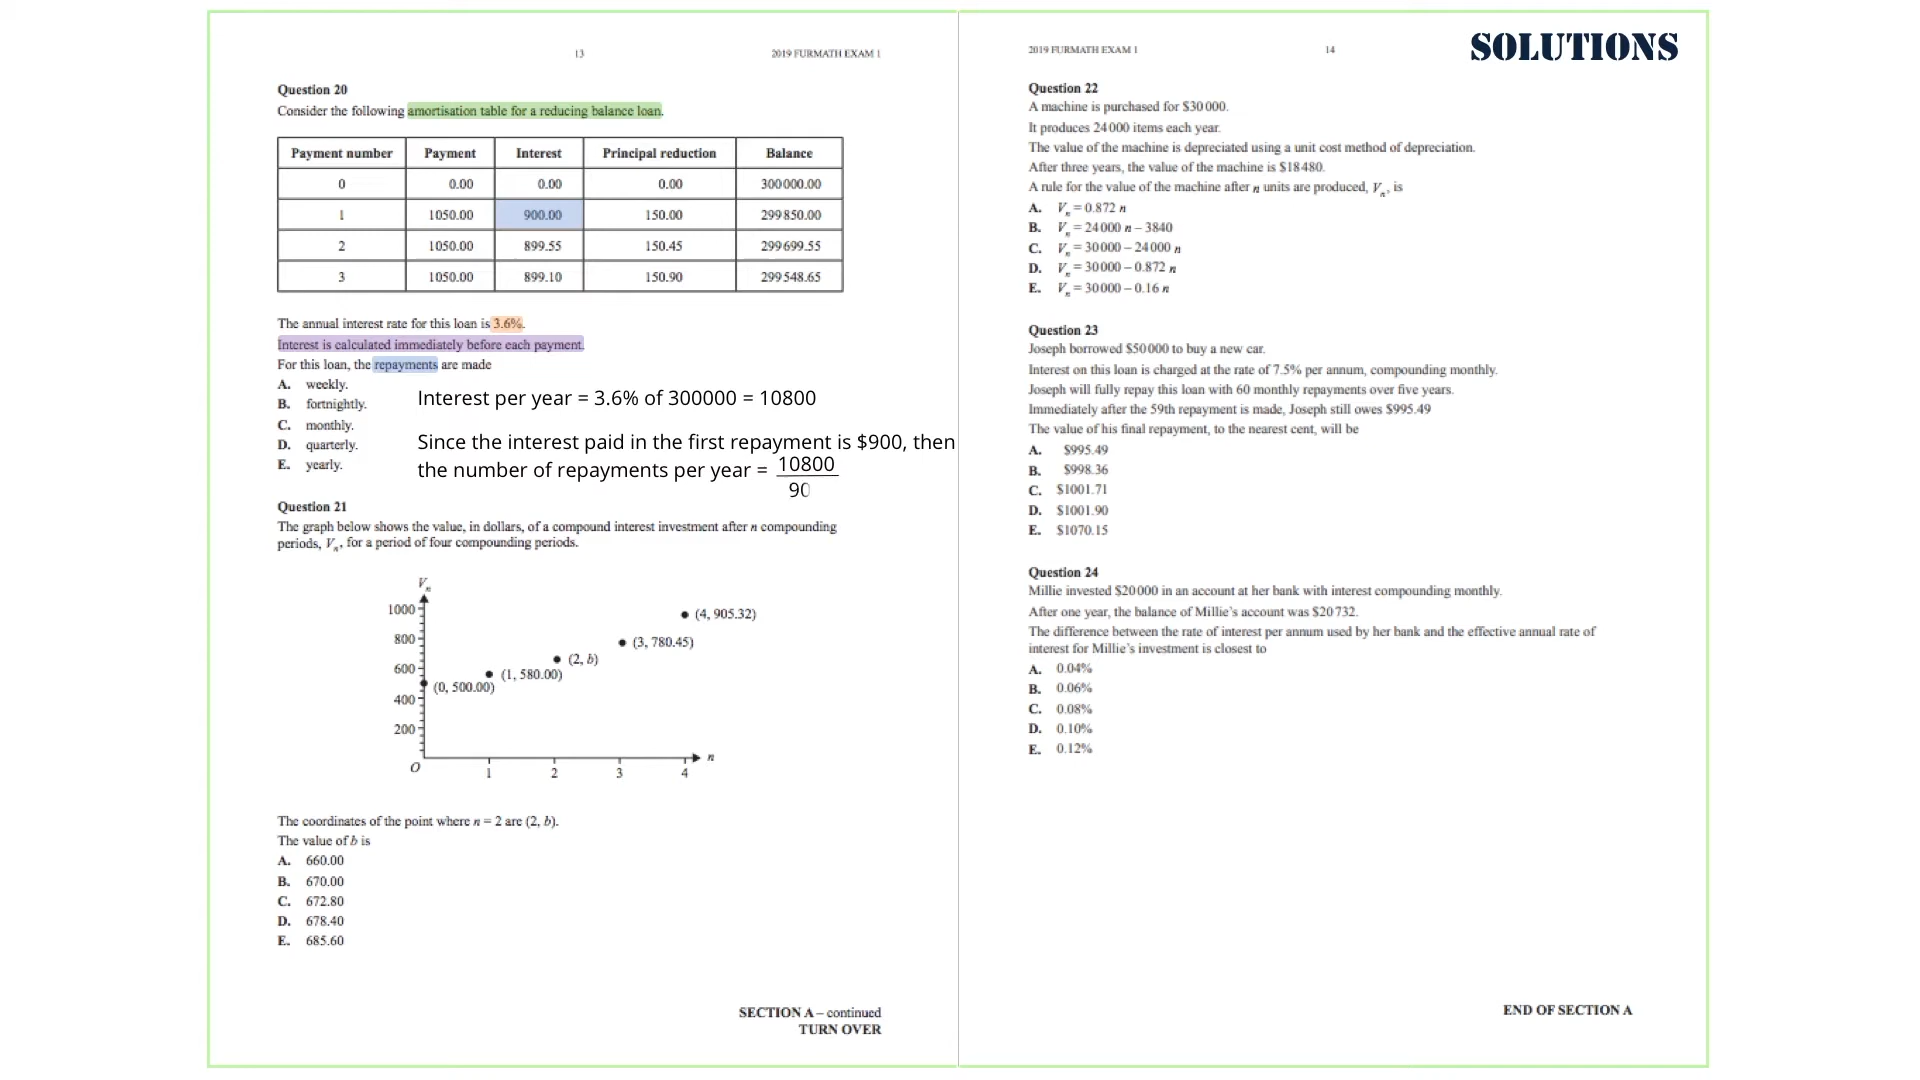 13
2019 FURMATH EXAM 1
Question 20
Consider the following amortisation table for a reducing balance loan.
Payment number Payment Interest Principal reduction Balance
0 0.00 0.00 0.00 300 000.00
1 1050.00 900.00 150.00 299 850.00
2 1050.00 899.55 150.45 299 699.55
3 1050.00 899.10 150.90 299 548.65
The annual interest rate for this loan is 3.6%.
Interest is calculated immediately before each payment.
For this loan, the repayments are made
A. weekly.
B. fortnightly.
C. monthly.
D. quarterly.
E. yearly.
Interest per year = 3.6% of 300000 = 10800
Since the interest paid in the first repayment is $900, then
the number of repayments per year = 10800
90
Question 21
The graph below shows the value, in dollars, of a compound interest investment after n compounding
periods, Vn, for a period of four compounding periods.
Vn
1000
800
600
400
200
O
1 2 3 4
n
(0, 500.00)
(1, 580.00)
(2, b)
(3, 780.45)
(4, 905.32)
The coordinates of the point where n = 2 are (2, b).
The value of b is
A. 660.00
B. 670.00
C. 672.80
D. 678.40
E. 685.60
SECTION A – continued
TURN OVER
2019 FURMATH EXAM 1
14
SOLUTIONS
Question 22
A machine is purchased for $30 000.
It produces 24 000 items each year.
The value of the machine is depreciated using a unit cost method of depreciation.
After three years, the value of the machine is $18 480.
A rule for the value of the machine after n units are produced, Vn, is
A. Vn = 0.872 n
B. Vn = 24 000 n – 3840
C. Vn = 30 000 – 24 000 n
D. Vn = 30 000 – 0.872 n
E. Vn = 30 000 – 0.16 n
Question 23
Joseph borrowed $50 000 to buy a new car.
Interest on this loan is charged at the rate of 7.5% per annum, compounding monthly.
Joseph will fully repay this loan with 60 monthly repayments over five years.
Immediately after the 59th repayment is made, Joseph still owes $995.49
The value of his final repayment, to the nearest cent, will be
A. $995.49
B. $998.36
C. $1001.71
D. $1001.90
E. $1070.15
Question 24
Millie invested $20 000 in an account at her bank with interest compounding monthly.
After one year, the balance of Millie's account was $20 732.
The difference between the rate of interest per annum used by her bank and the effective annual rate of
interest for Millie's investment is closest to
A. 0.04%
B. 0.06%
C. 0.08%
D. 0.10%
E. 0.12%
END OF SECTION A